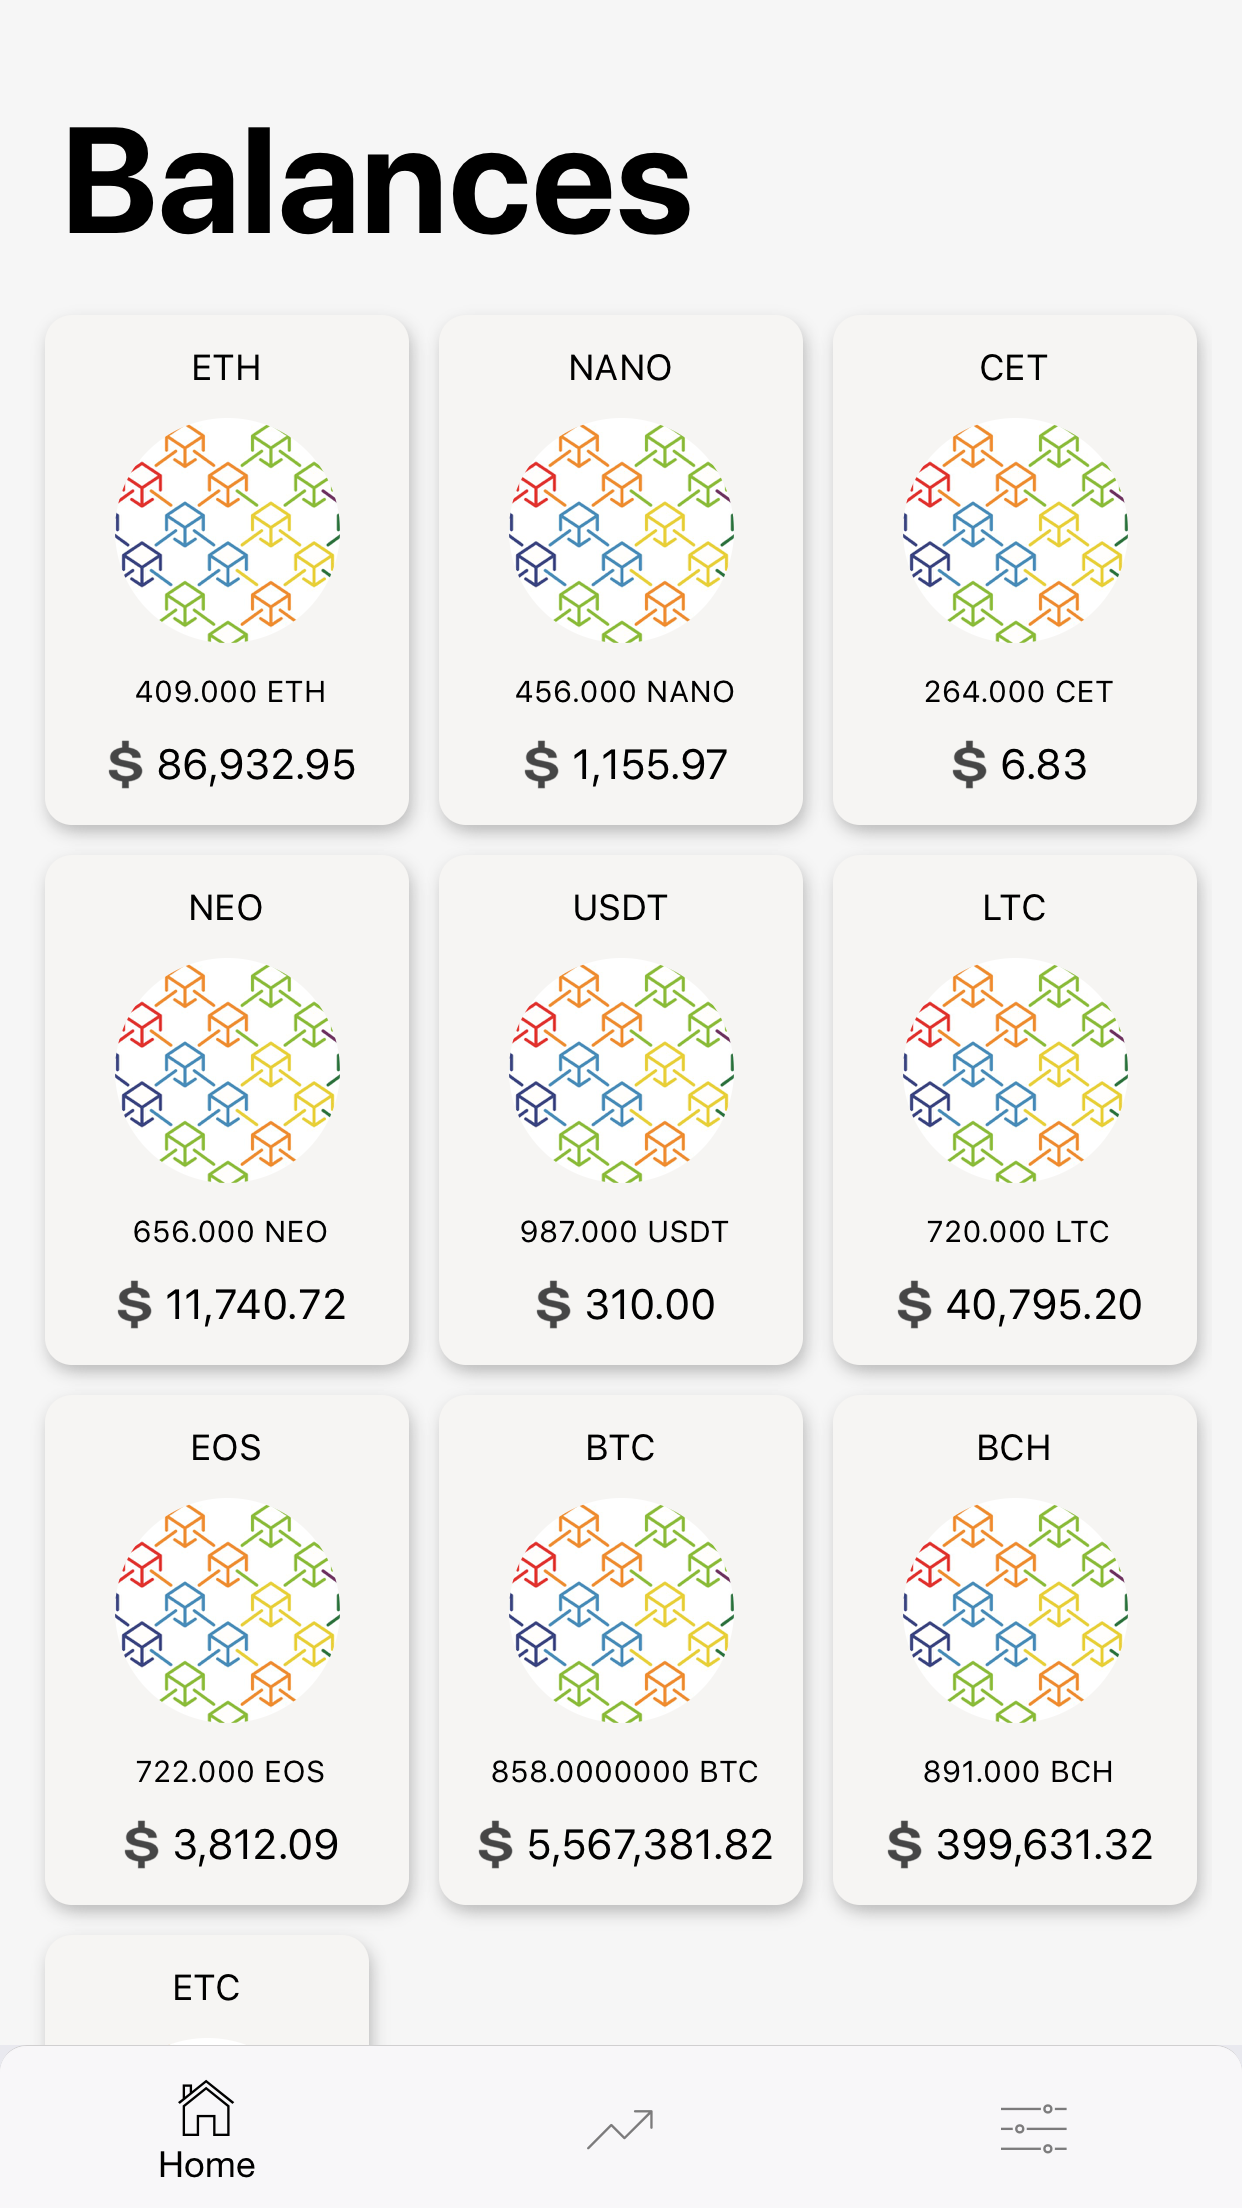 Balances
ETH
NANO
CET
409.000 ETH
456.000 NANO
264.000 CET
$ 86,932.95
$ 1,155.97
$ 6.83
NEO
USDT
LTC
656.000 NEO
987.000 USDT
720.000 LTC
$ 11,740.72
$ 310.00
$ 40,795.20
EOS
BTC
BCH
722.000 EOS
858.0000000 BTC
891.000 BCH
$ 3,812.09
$ 5,567,381.82
$ 399,631.32
ETC
Home